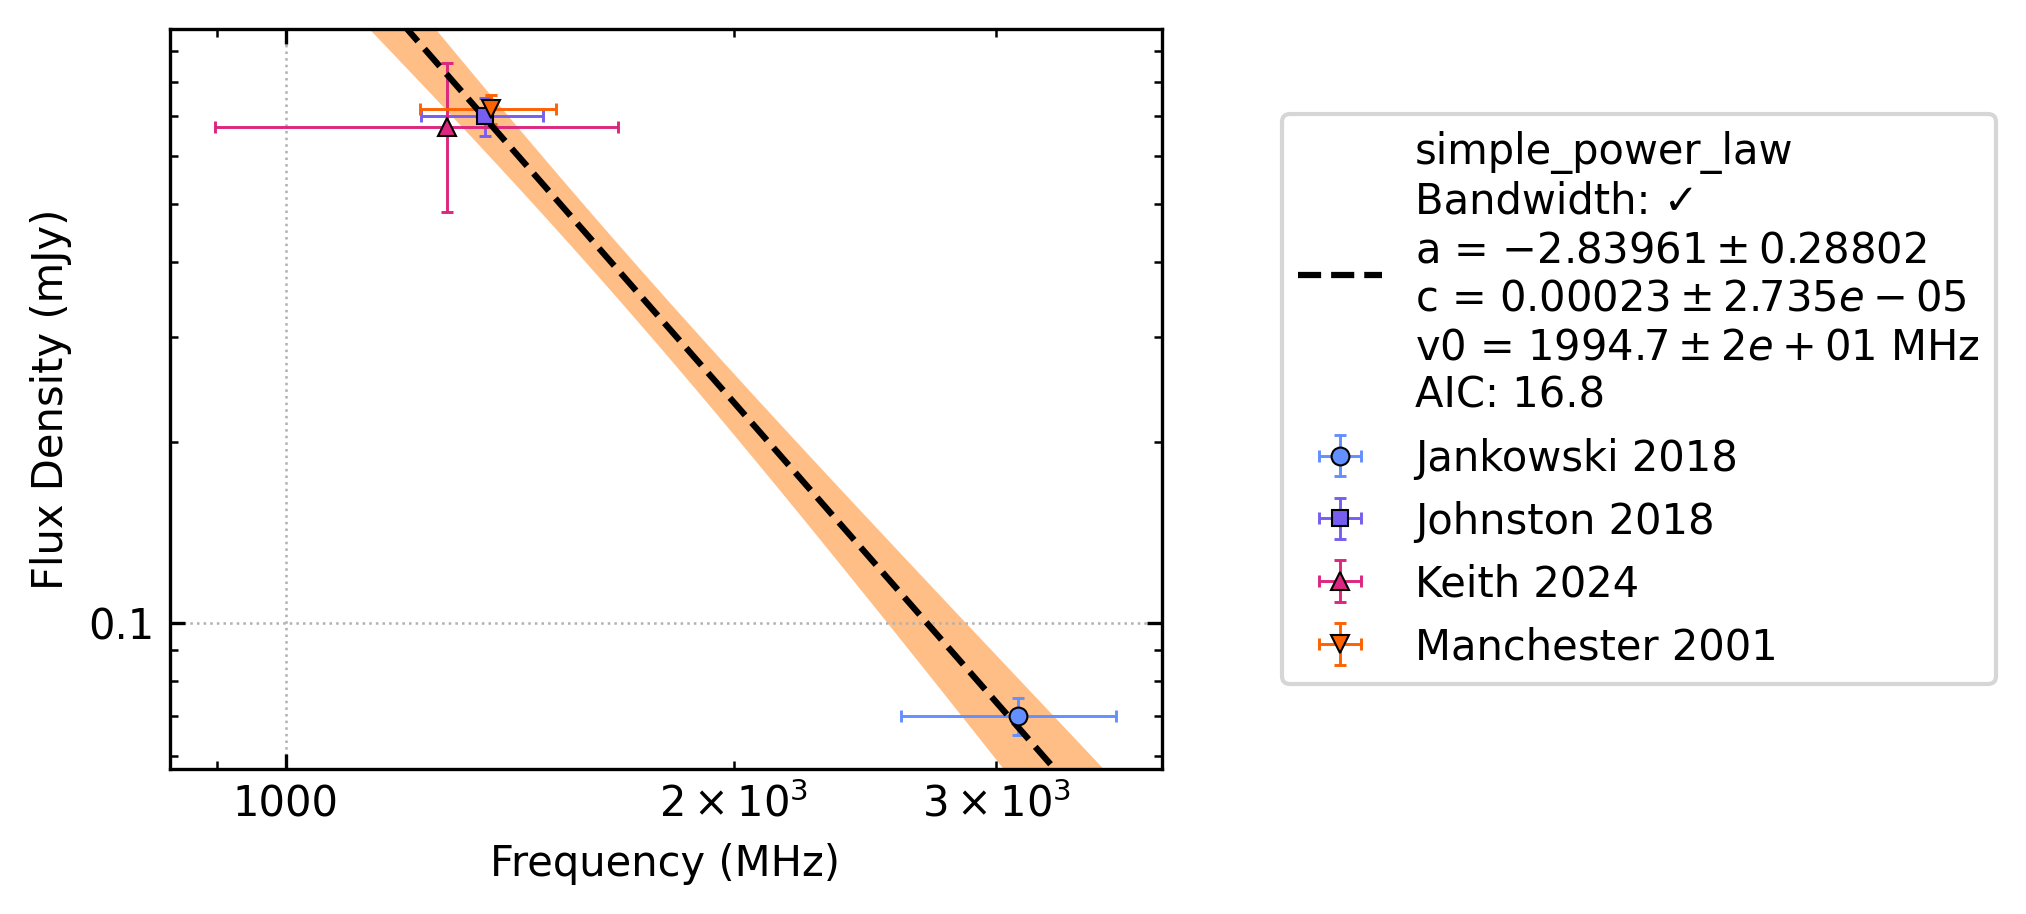 Flux Density (mJy)
0.1
1000
2 × 10³
3 × 10³
Frequency (MHz)
simple_power_law
Bandwidth: ✓
a = −2.83961 ± 0.28802
c = 0.00023 ± 2.735e − 05
v0 = 1994.7 ± 2e + 01 MHz
AIC: 16.8
Jankowski 2018
Johnston 2018
Keith 2024
Manchester 2001